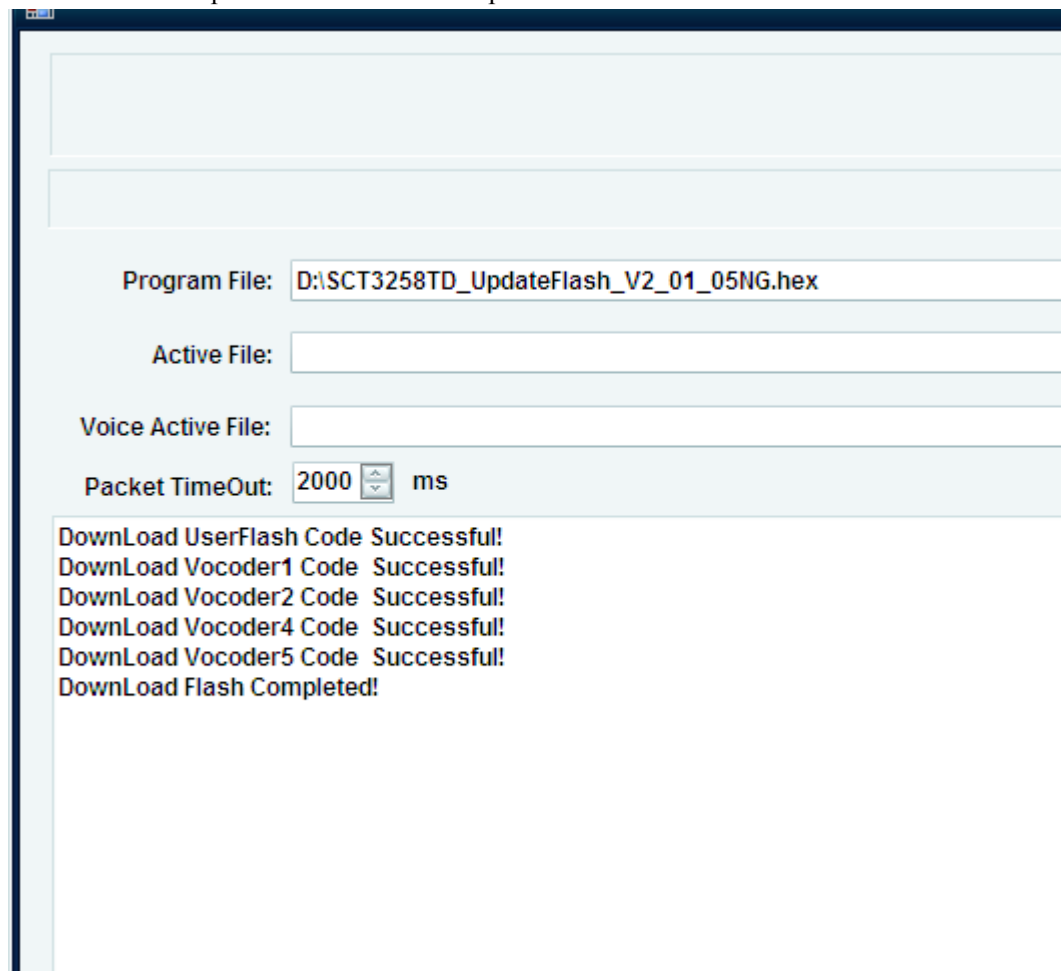 Program File: D:\SCT3258TD_UpdateFlash_V2_01_05NG.hex
Active File:
Voice Active File:
Packet TimeOut: 2000 ms
DownLoad UserFlash Code Successful!
DownLoad Vocoder1 Code  Successful!
DownLoad Vocoder2 Code  Successful!
DownLoad Vocoder4 Code  Successful!
DownLoad Vocoder5 Code  Successful!
DownLoad Flash Completed!